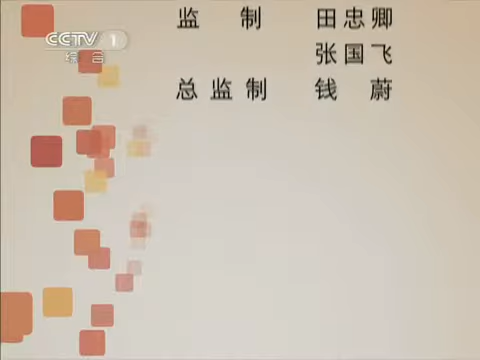 CCTV 1
综合
监 制 田忠卿
张国飞
总监制 钱 蔚